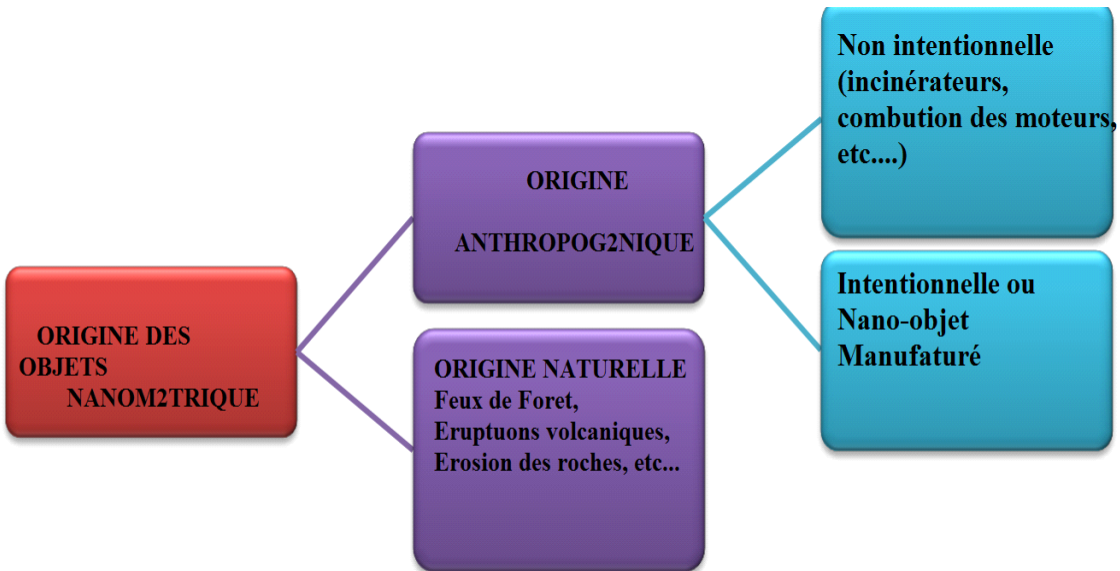 ORIGINE DES
OBJETS
NANOM2TRIQUE
ORIGINE
ANTHROPOG2NIQUE
ORIGINE NATURELLE
Feux de Foret,
Eruptuons volcaniques,
Erosion des roches, etc...
Non intentionnelle
(incinérateurs,
combution des moteurs,
etc....)
Intentionnelle ou
Nano-objet
Manufaturé